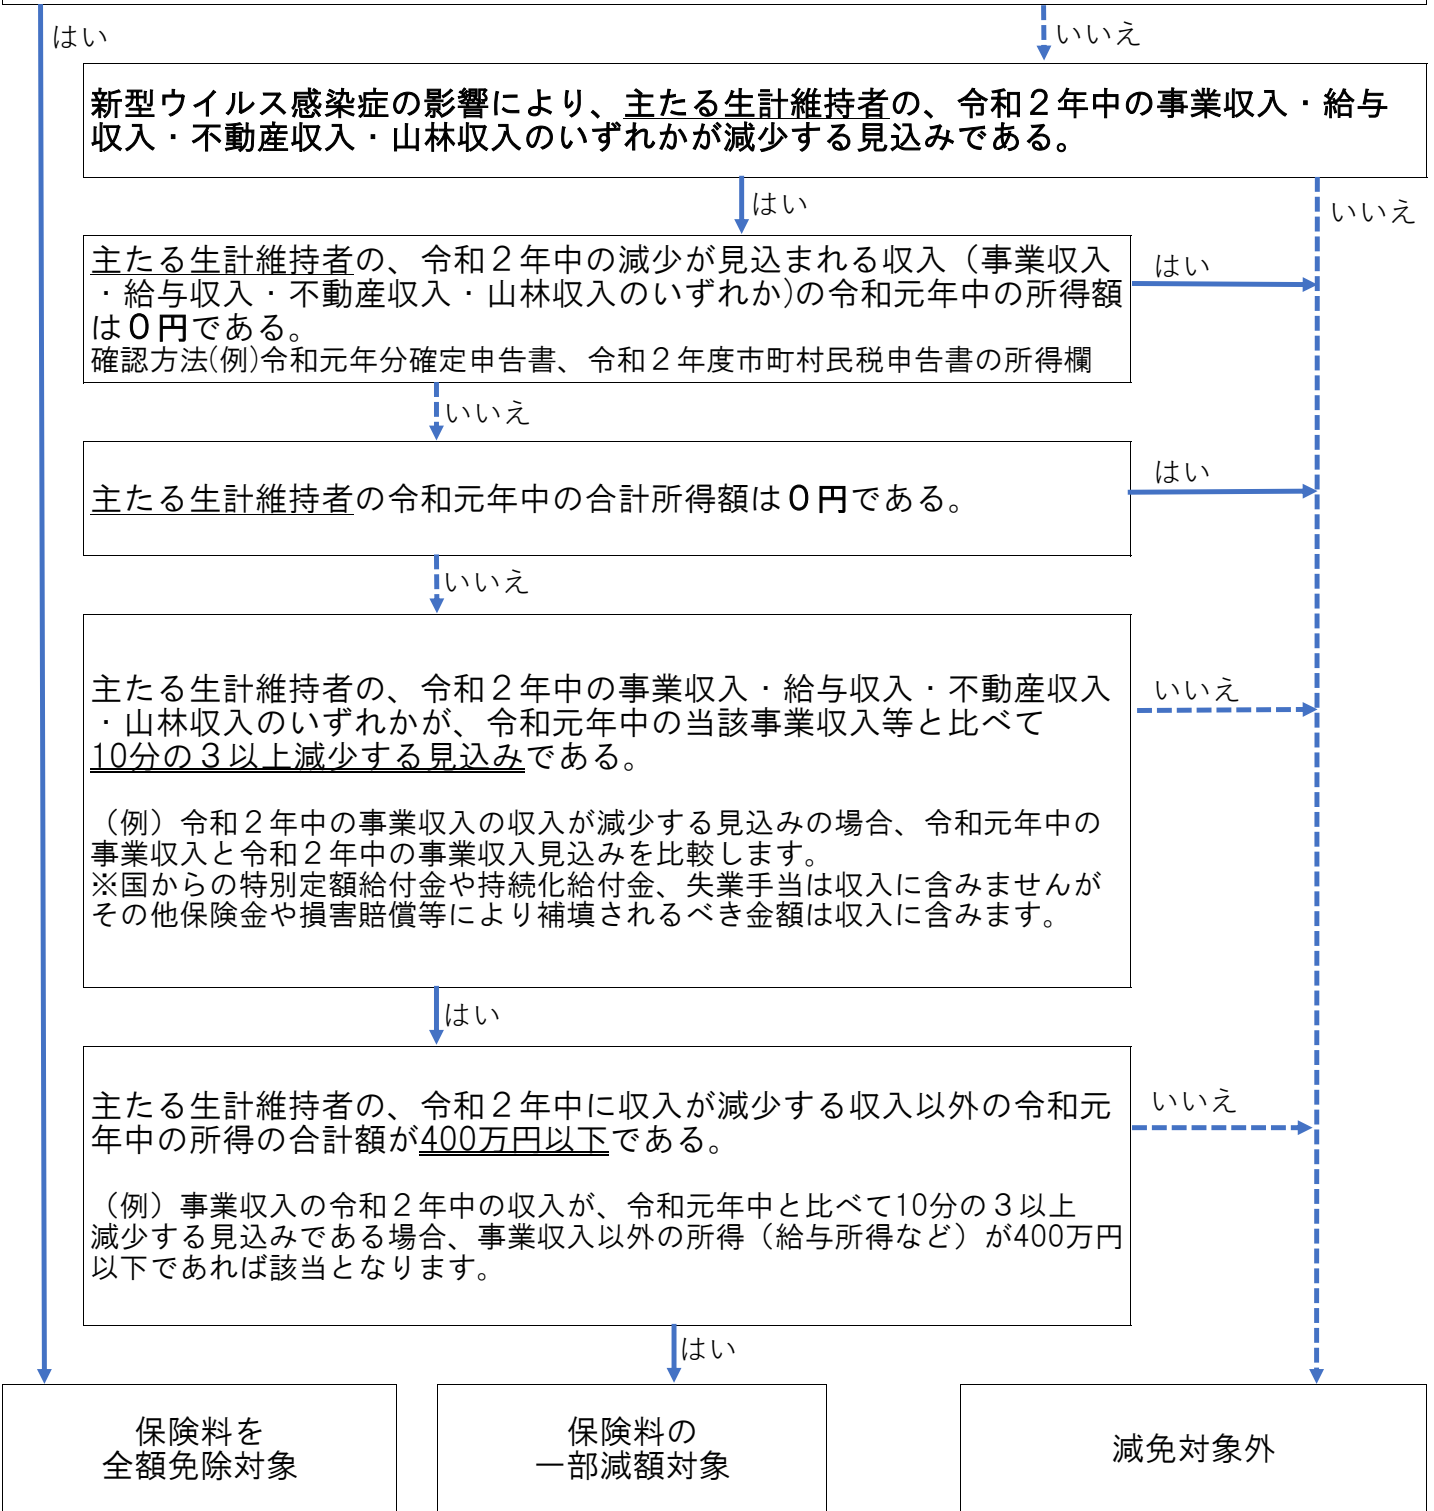 はい
いいえ
新型ウイルス感染症の影響により、主たる生計維持者の、令和２年中の事業収入・給与
収入・不動産収入・山林収入のいずれかが減少する見込みである。
はい
いいえ
主たる生計維持者の、令和２年中の減少が見込まれる収入（事業収入
・給与収入・不動産収入・山林収入のいずれか)の令和元年中の所得額
は０円である。
確認方法(例)令和元年分確定申告書、令和２年度市町村民税申告書の所得欄
はい
いいえ
主たる生計維持者の令和元年中の合計所得額は０円である。
はい
いいえ
主たる生計維持者の、令和２年中の事業収入・給与収入・不動産収入
・山林収入のいずれかが、令和元年中の当該事業収入等と比べて
10分の３以上減少する見込みである。
（例）令和２年中の事業収入の収入が減少する見込みの場合、令和元年中の
事業収入と令和２年中の事業収入見込みを比較します。
※国からの特別定額給付金や持続化給付金、失業手当は収入に含みませんが
その他保険金や損害賠償等により補填されるべき金額は収入に含みます。
いいえ
はい
主たる生計維持者の、令和２年中に収入が減少する収入以外の令和元
年中の所得の合計額が400万円以下である。
（例）事業収入の令和２年中の収入が、令和元年中と比べて10分の３以上
減少する見込みである場合、事業収入以外の所得（給与所得など）が400万円
以下であれば該当となります。
いいえ
はい
保険料を
全額免除対象
保険料の
一部減額対象
減免対象外